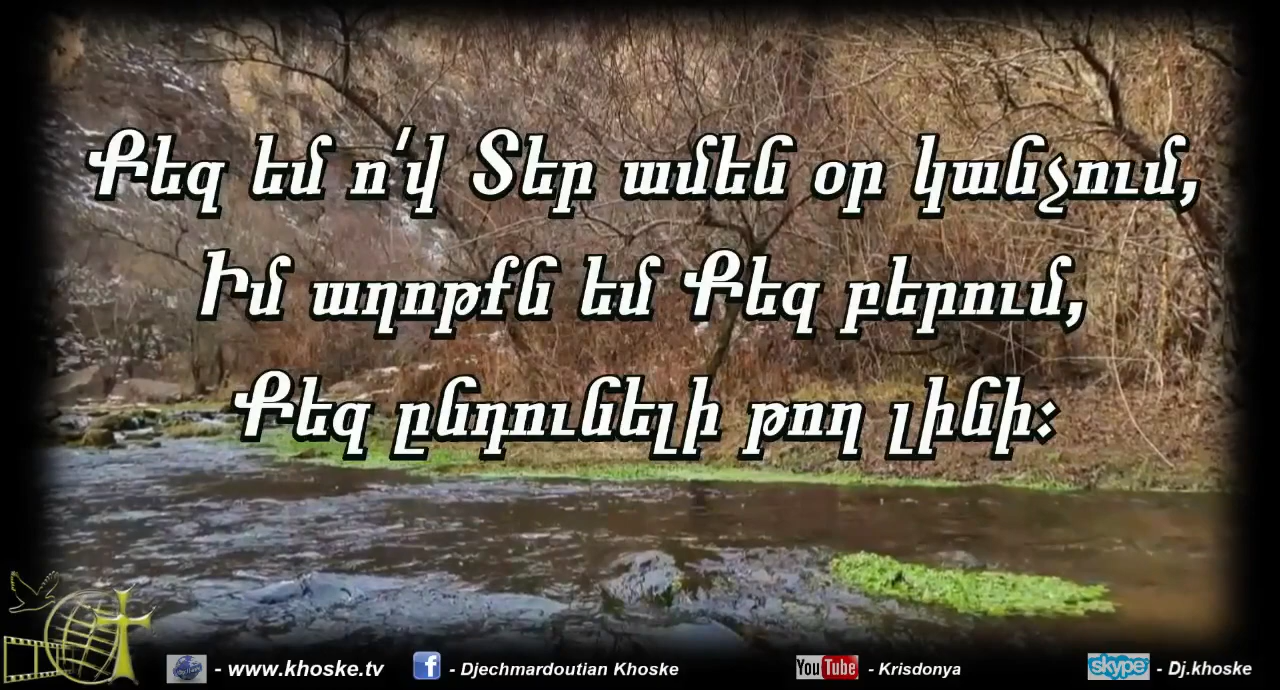 Քեզ եմ ո՛վ Տեր ամեն օր կանչում,
Իմ աղոթքն եմ Քեզ բերում,
Քեզ ընդունելի թող լինի:
- www.khoske.tv
- Djechmardoutian Khoske
YouTube - Krisdonya
skype - Dj.khoske